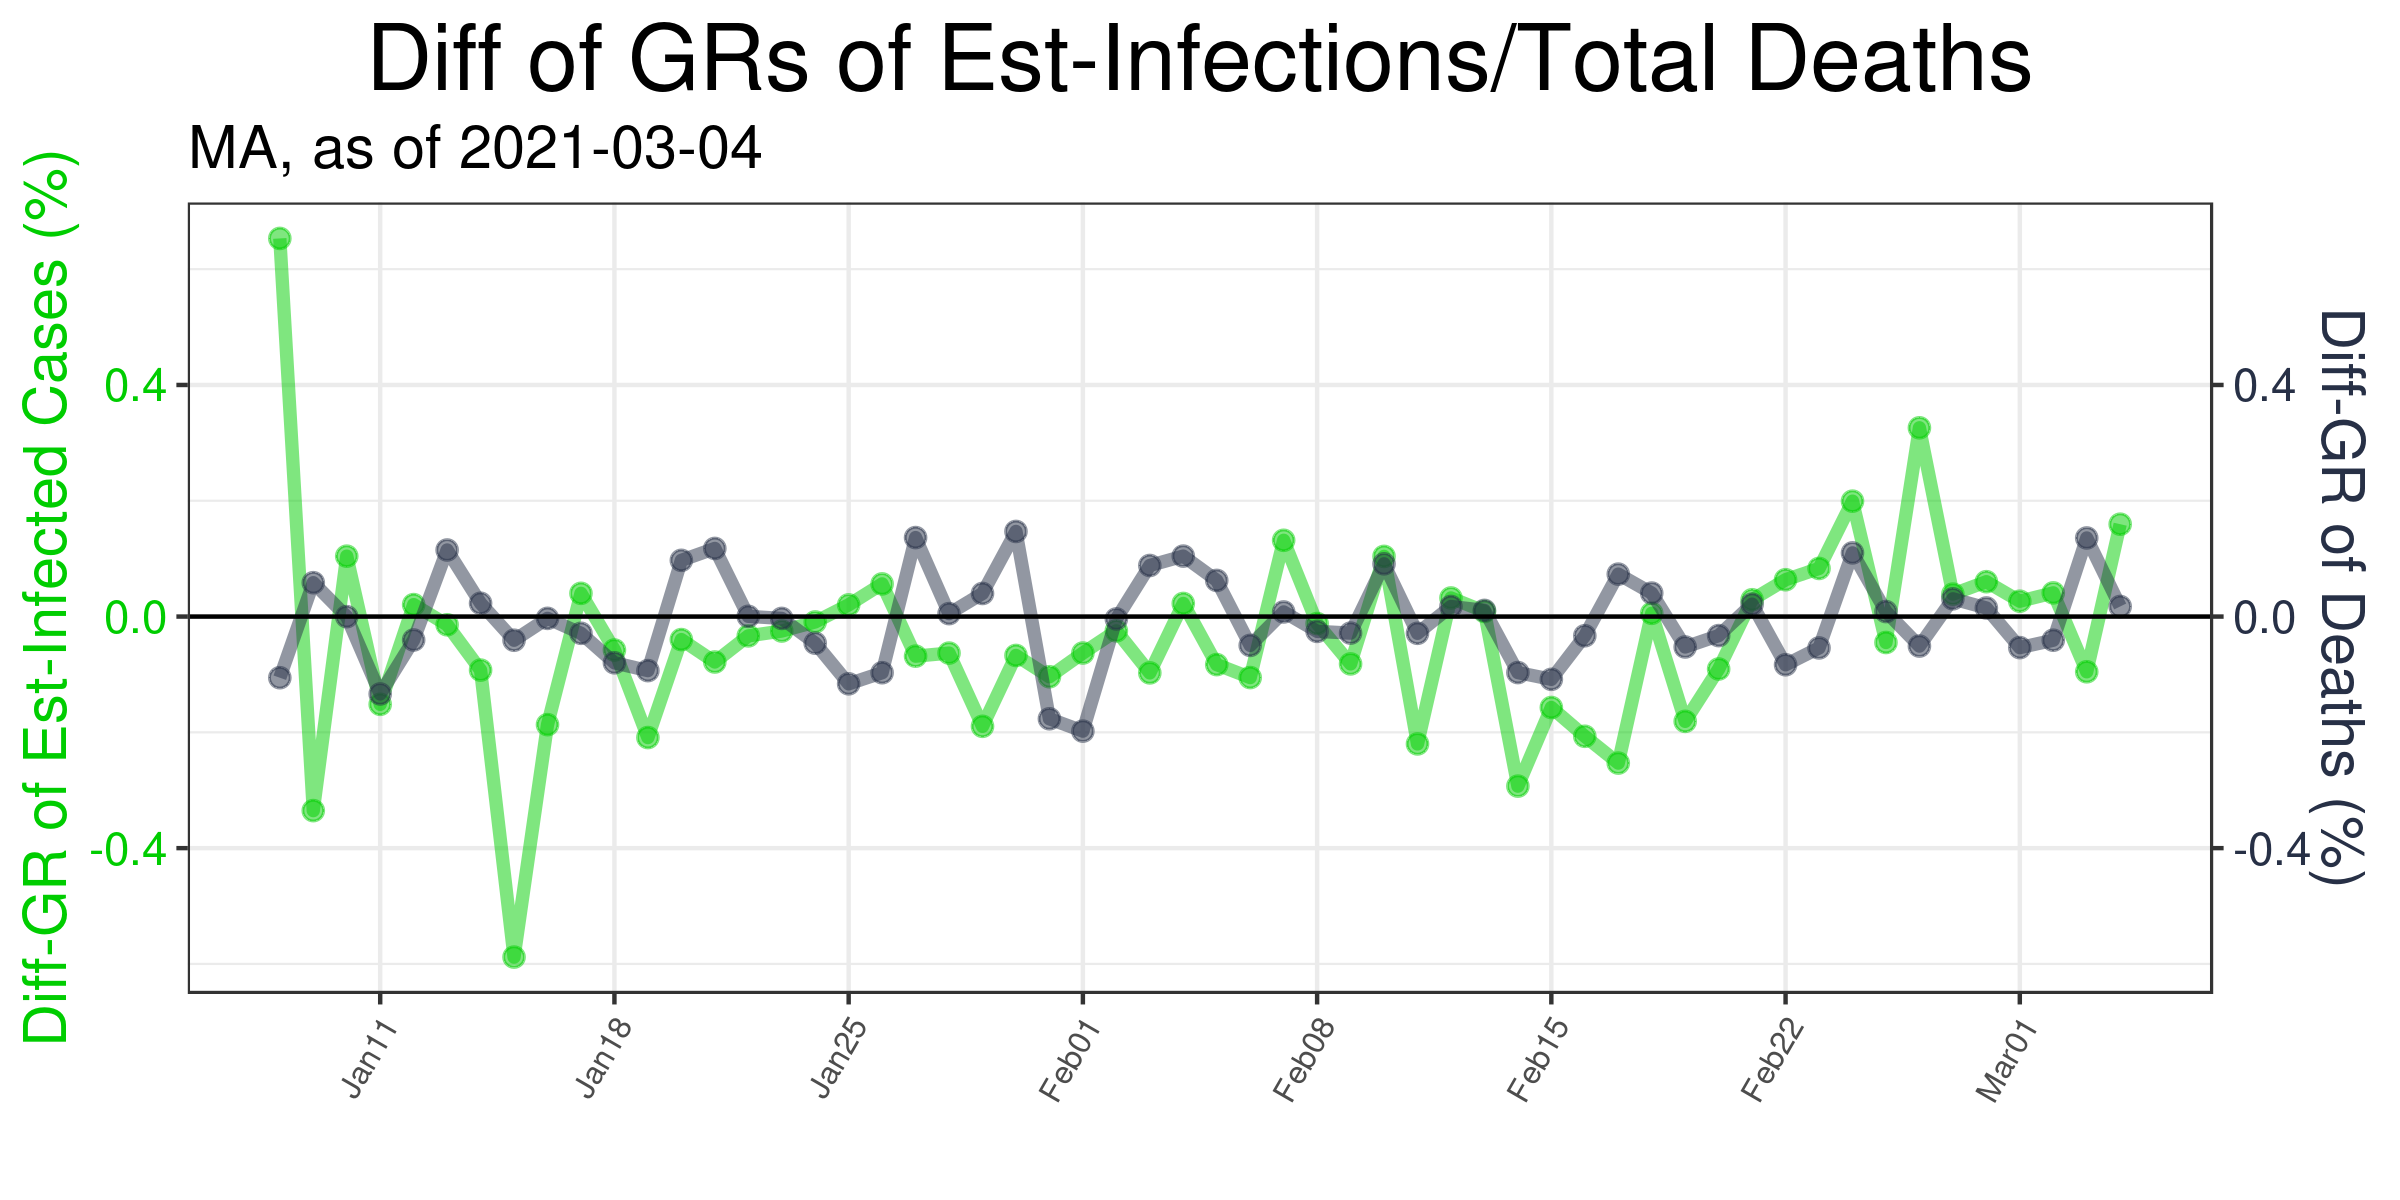 Diff of GRs of Est-Infections/Total Deaths
MA, as of 2021-03-04
Diff-GR of Est-Infected Cases (%)
0.4
0.0
-0.4
0.4
0.0
-0.4
Diff-GR of Deaths (%)
Jan11
Jan18
Jan25
Feb01
Feb08
Feb15
Feb22
Mar01